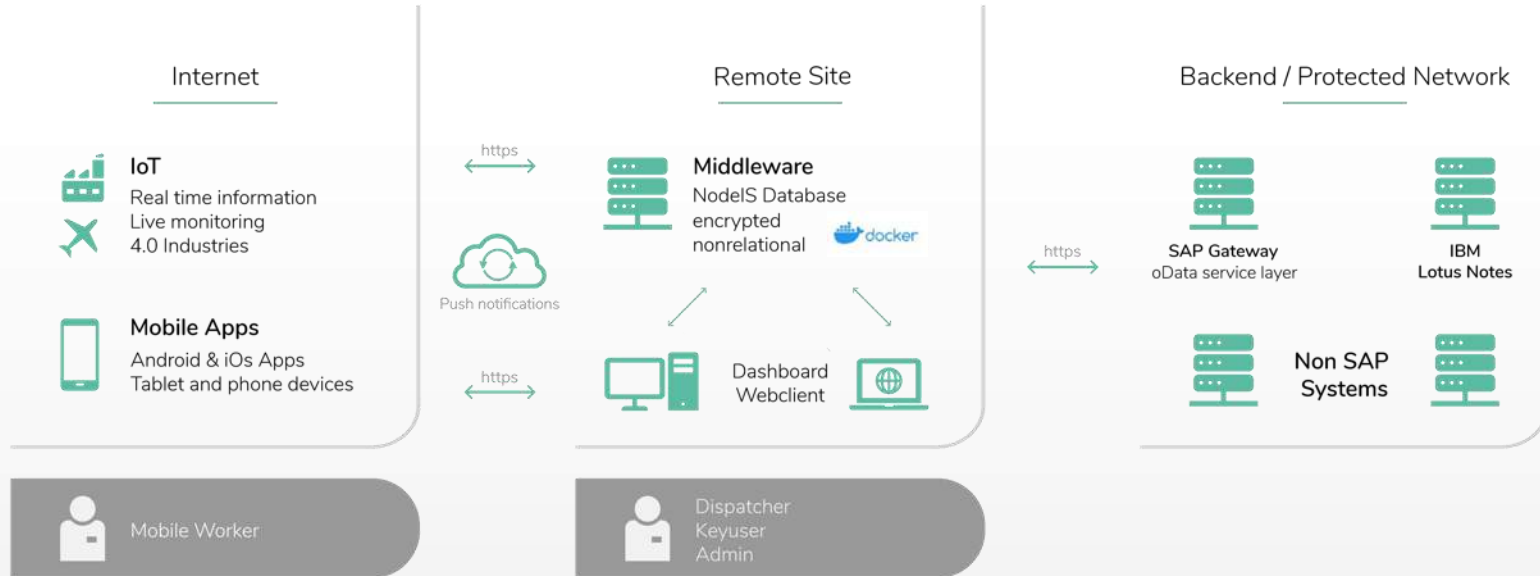 Internet
IoT
Real time information
Live monitoring
4.0 Industries
Mobile Apps
Android & iOs Apps
Tablet and phone devices
Mobile Worker
https
Push notifications
https
Remote Site
Middleware
NodeIS Database
encrypted
nonrelational
docker
Dashboard
Webclient
Dispatcher
Keyuser
Admin
https
Backend / Protected Network
SAP Gateway
oData service layer
IBM
Lotus Notes
Non SAP
Systems